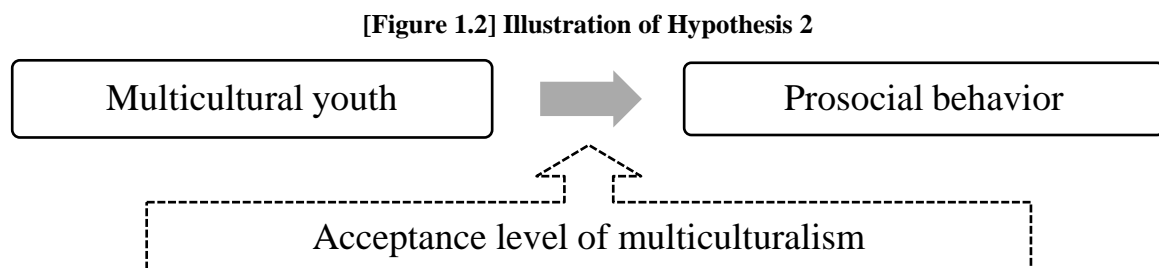 [Figure 1.2] Illustration of Hypothesis 2
Multicultural youth
Prosocial behavior
Acceptance level of multiculturalism